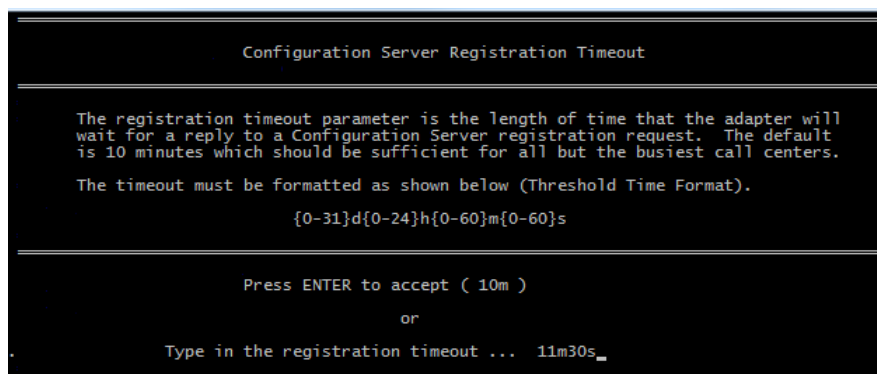 Configuration Server Registration Timeout
The registration timeout parameter is the length of time that the adapter will
wait for a reply to a Configuration Server registration request.  The default
is 10 minutes which should be sufficient for all but the busiest call centers.
The timeout must be formatted as shown below (Threshold Time Format).
{0-31}d{0-24}h{0-60}m{0-60}s
Press ENTER to accept ( 10m )
or
.                Type in the registration timeout ...  11m30s_